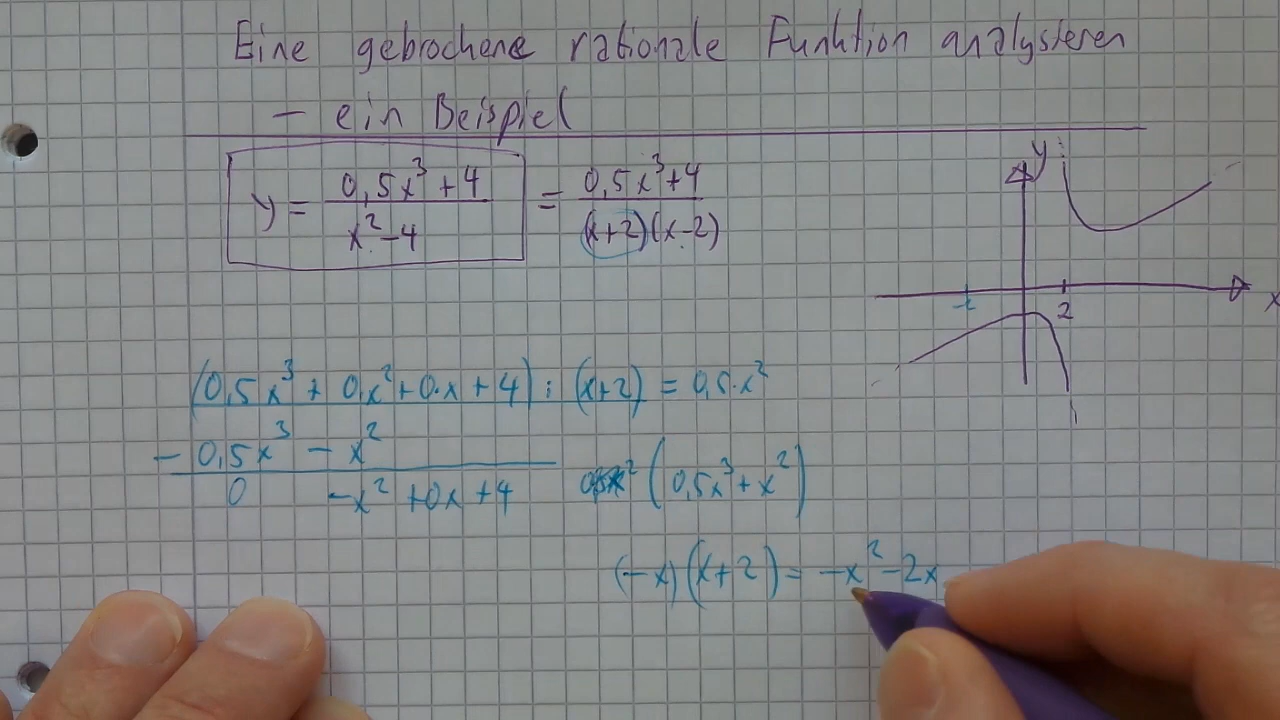 Eine gebrochene rationale Funktion analysieren
- ein Beispiel
y = (0,5x³ + 4)/(x² - 4) = (0,5x³+4)/((x+2)(x-2))
y
x
2
(0,5x³ + 0x² + 0·x + 4) : (x+2) = 0,5·x²
- 0,5x³ - x²
0 -x² + 0x + 4 (0,5x³ + x²)
(-x)(x+2) = -x² - 2x